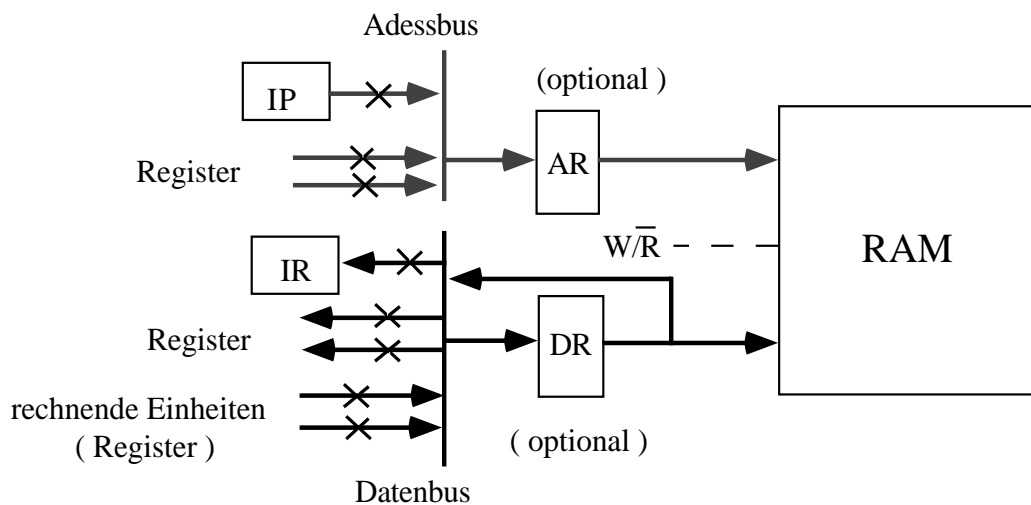 Adessbus
(optional )
IP
AR
Register
RAM
W/R̅
IR
Register
DR
rechnende Einheiten
( Register )
( optional )
Datenbus